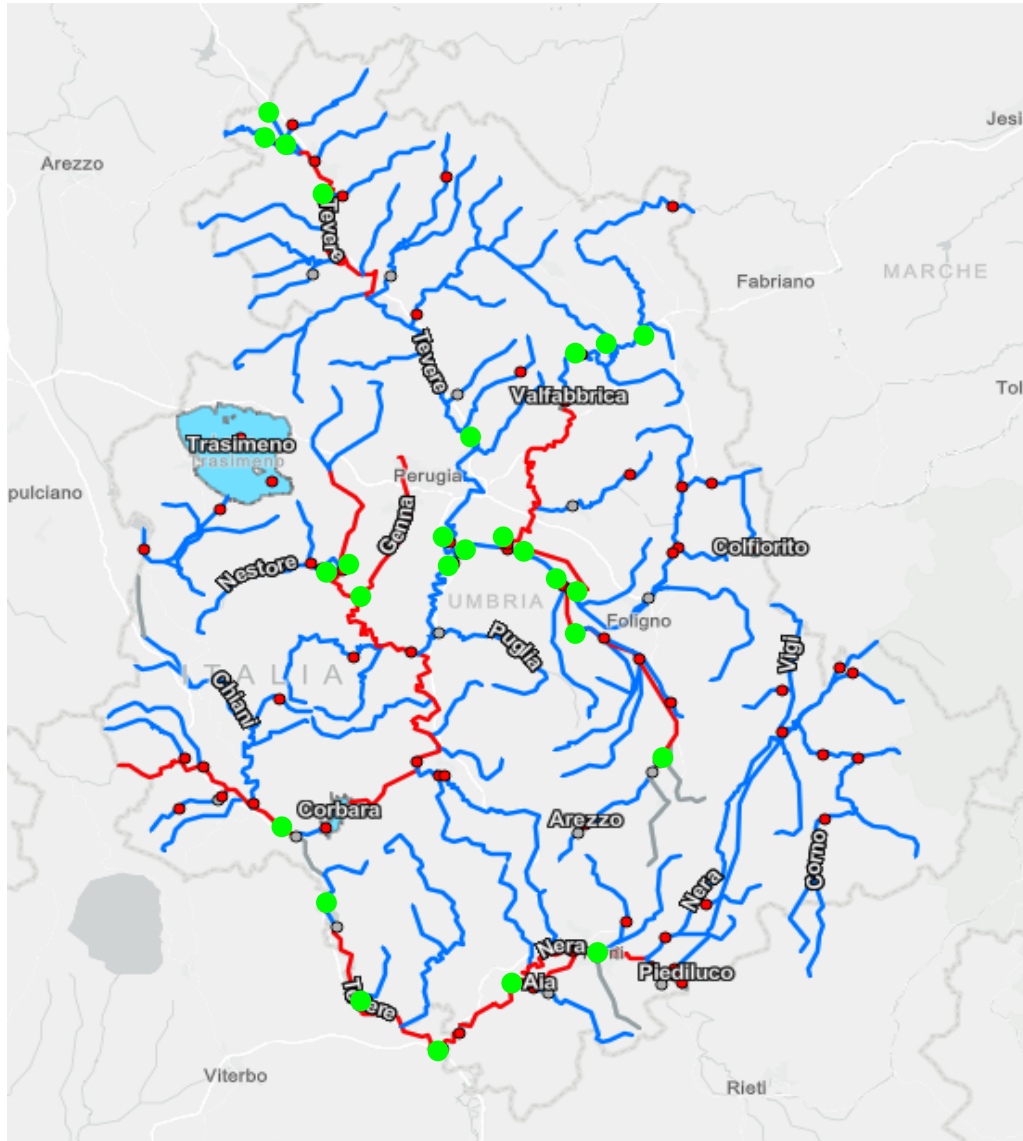 Jesi
Arezzo
Tevere
MARCHE
Fabriano
Tevere
Tol
Valfabbrica
Trasimeno
Trasimeno
Perugia
pulciano
Genna
Colfiorito
Nestore
UMBRIA
Foligno
Puglia
Vigi
ITALIA
Chiani
Corbara
Arezzo
Corno
Nera
Nera
ni
Piediluco
Aia
Tevere
Viterbo
Rieti